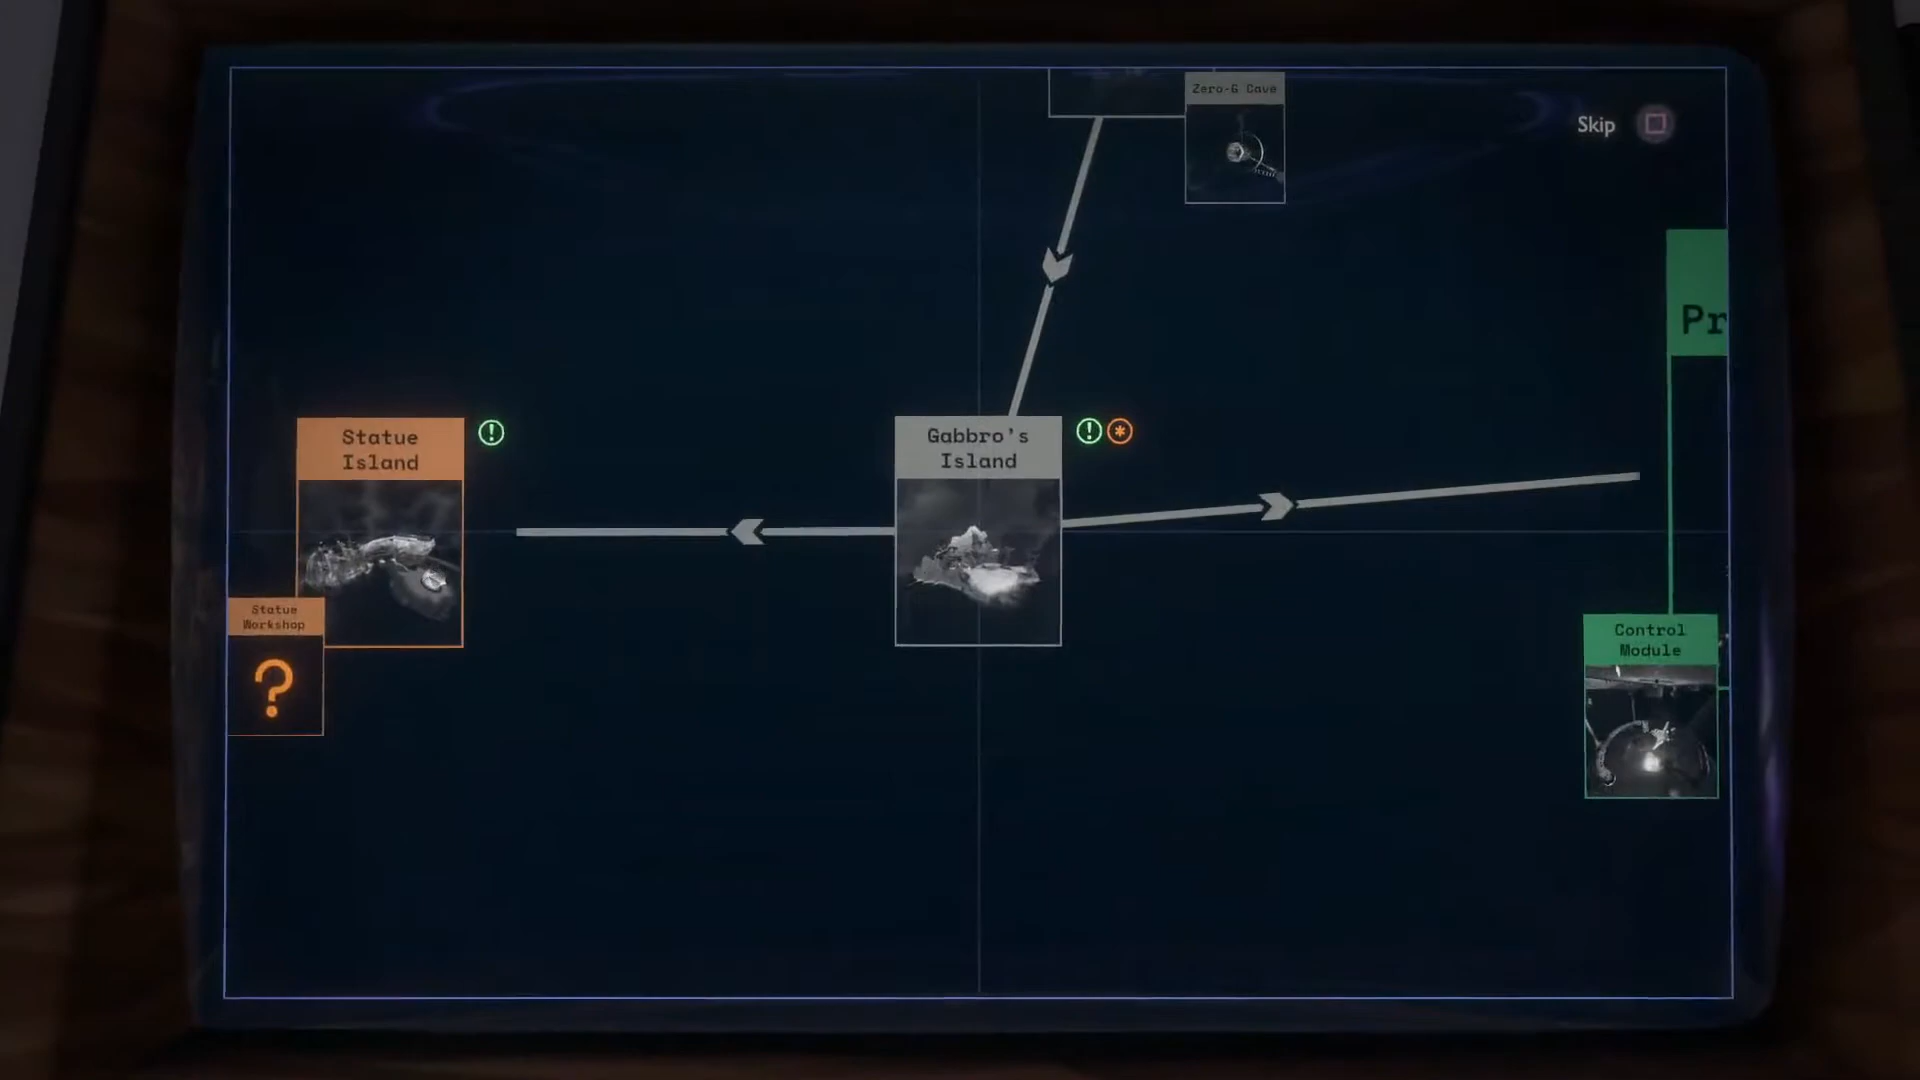 Zero-G Cave
Skip
Pr
Statue
Island
Gabbro's
Island
Statue
Workshop
?
Control
Module